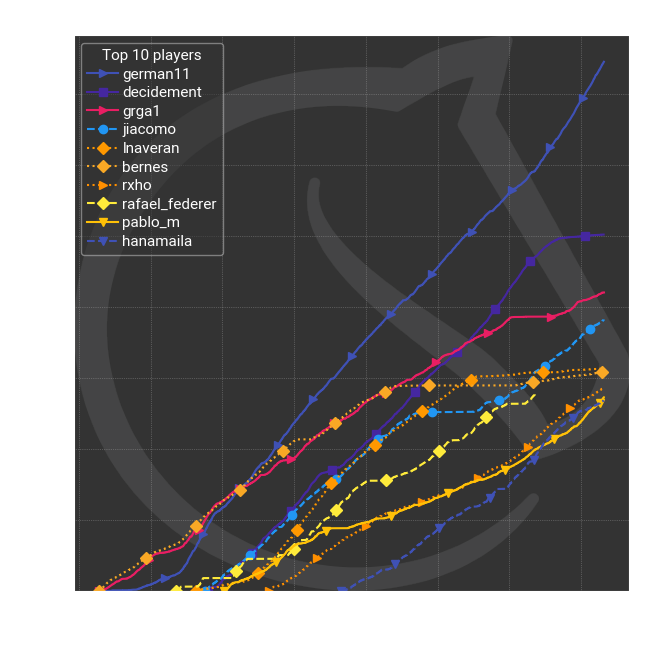 Top 10 players
german11
decidement
grga1
jiacomo
lnaveran
bernes
rxho
rafael_federer
pablo_m
hanamaila